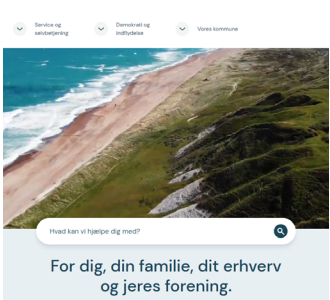 Service og
selvbetjening
Demokrati og
indflydelse
Vores kommune
Hvad kan vi hjælpe dig med?
For dig, din familie, dit erhverv
og jeres forening.